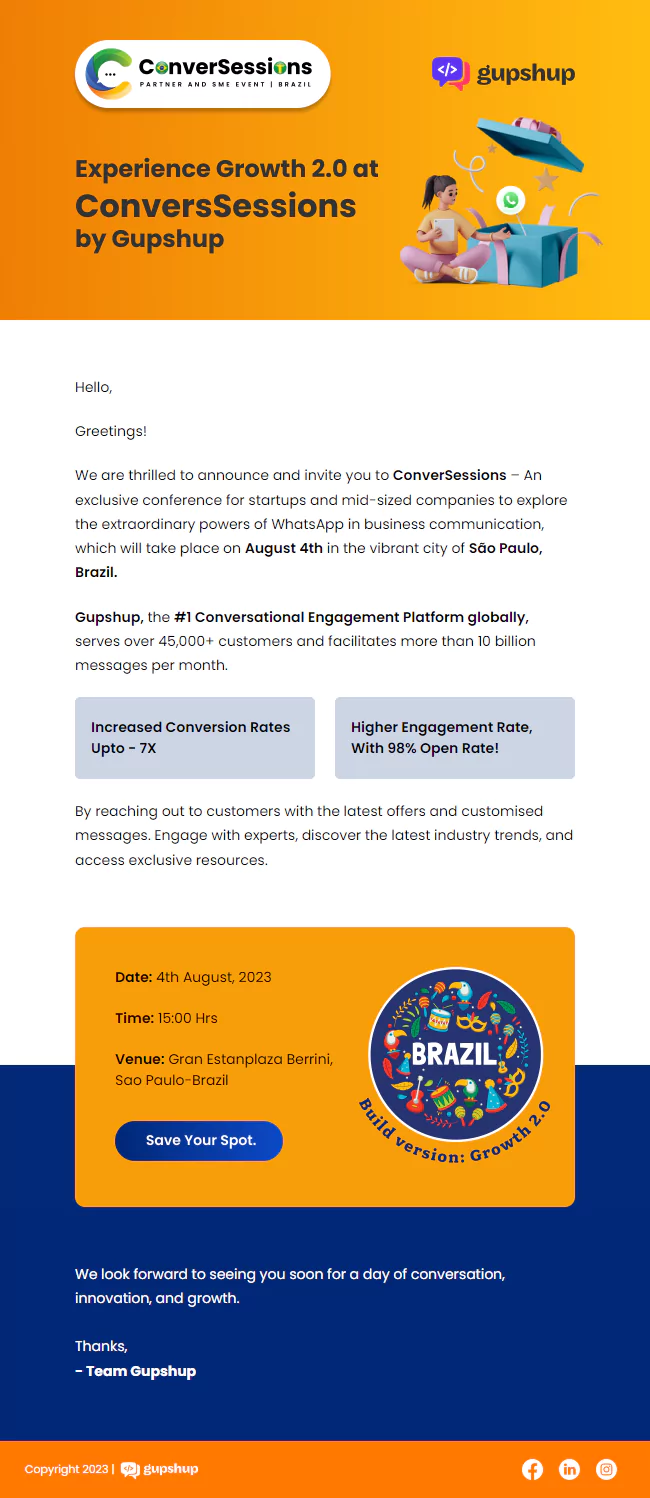 ConverSessions
PARTNER AND SME EVENT | BRAZIL
</> gupshup
Experience Growth 2.0 at
ConversSessions
by Gupshup
Hello,
Greetings!
We are thrilled to announce and invite you to ConverSessions – An
exclusive conference for startups and mid-sized companies to explore
the extraordinary powers of WhatsApp in business communication,
which will take place on August 4th in the vibrant city of São Paulo,
Brazil.
Gupshup, the #1 Conversational Engagement Platform globally,
serves over 45,000+ customers and facilitates more than 10 billion
messages per month.
Increased Conversion Rates
Upto - 7X
Higher Engagement Rate,
With 98% Open Rate!
By reaching out to customers with the latest offers and customised
messages. Engage with experts, discover the latest industry trends, and
access exclusive resources.
Date: 4th August, 2023
Time: 15:00 Hrs
Venue: Gran Estanplaza Berrini,
Sao Paulo-Brazil
Save Your Spot.
BRAZIL
Build version: Growth 2.0
We look forward to seeing you soon for a day of conversation,
innovation, and growth.
Thanks,
- Team Gupshup
Copyright 2023 | gupshup